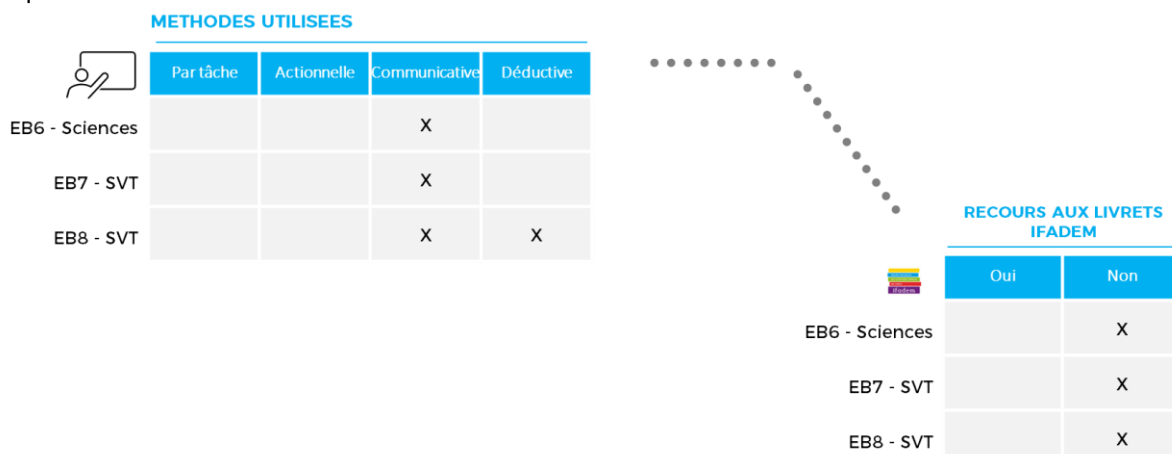 METHODES UTILISEES
Par tâche Actionnelle Communicative Déductive
EB6 - Sciences X
EB7 - SVT X
EB8 - SVT X X
RECOURS AUX LIVRETS
IFADEM
ifadem
Oui Non
EB6 - Sciences X
EB7 - SVT X
EB8 - SVT X